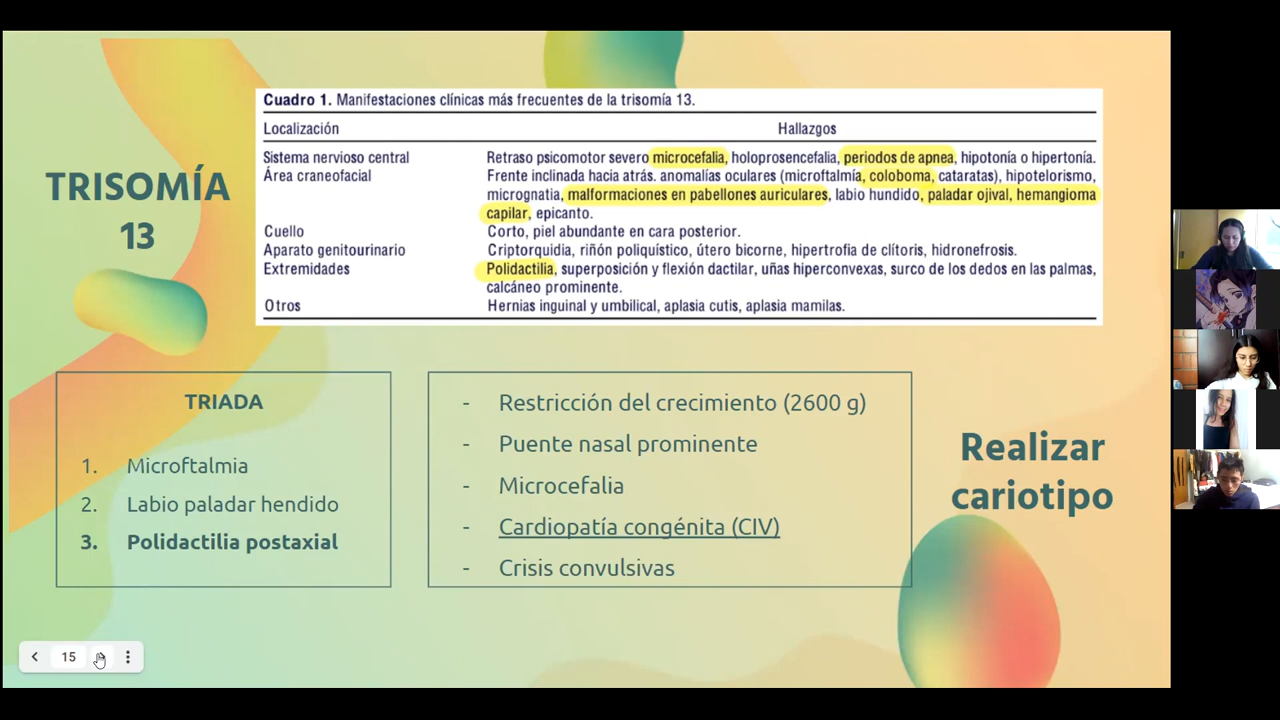 TRISOMÍA
13
Cuadro 1. Manifestaciones clínicas más frecuentes de la trisomía 13.
Localización Hallazgos
Sistema nervioso central Retraso psicomotor severo microcefalia, holoprosencefalia, periodos de apnea, hipotonía o hipertonía.
Área craneofacial Frente inclinada hacia atrás. anomalías oculares (microftalmía, coloboma, cataratas), hipotelorismo,
micrognatia, malformaciones en pabellones auriculares, labio hundido, paladar ojival, hemangioma
capilar, epicanto.
Cuello Corto, piel abundante en cara posterior.
Aparato genitourinario Criptorquidia, riñón poliquístico, útero bicorne, hipertrofia de clítoris, hidronefrosis.
Extremidades Polidactilia, superposición y flexión dactilar, uñas hiperconvexas, surco de los dedos en las palmas,
calcáneo prominente.
Otros Hernias inguinal y umbilical, aplasia cutis, aplasia mamilas.
TRIADA
1. Microftalmia
2. Labio paladar hendido
3. Polidactilia postaxial
- Restricción del crecimiento (2600 g)
- Puente nasal prominente
- Microcefalia
- Cardiopatía congénita (CIV)
- Crisis convulsivas
Realizar
cariotipo
15